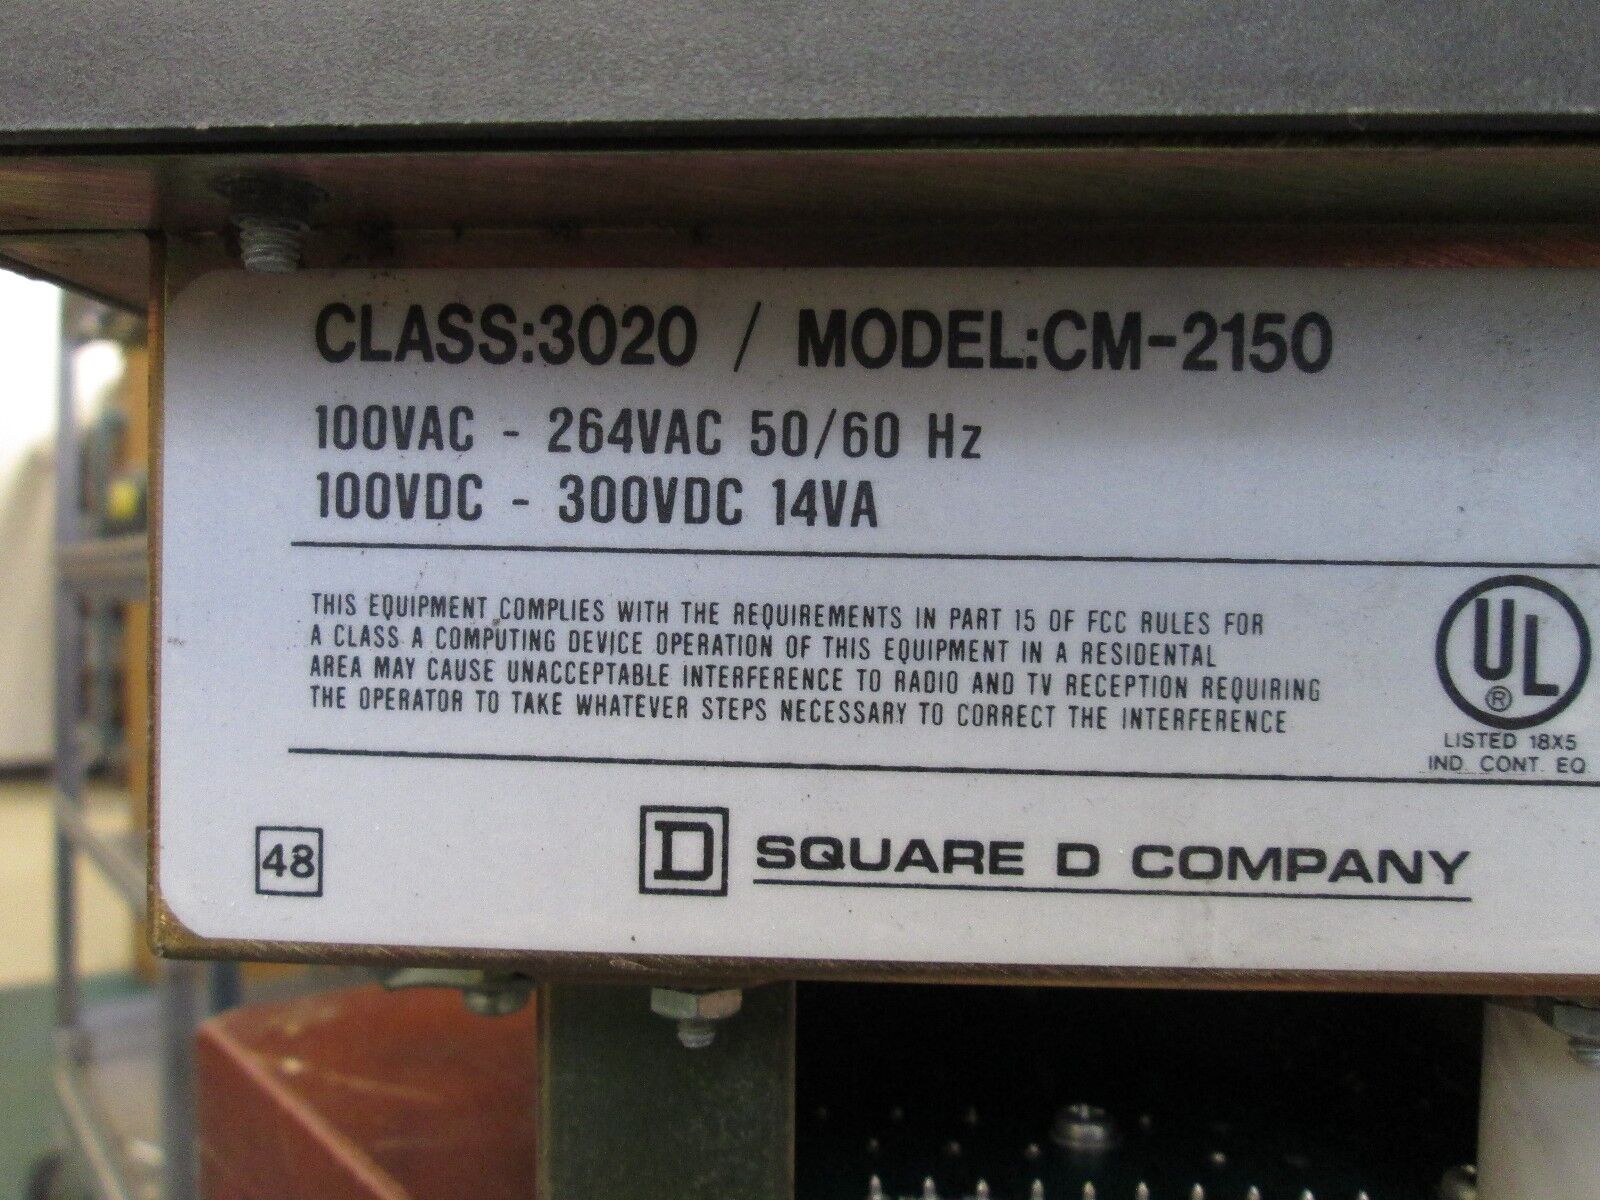 CLASS:3020 / MODEL:CM-2150
100VAC - 264VAC 50/60 Hz
100VDC - 300VDC 14VA
THIS EQUIPMENT COMPLIES WITH THE REQUIREMENTS IN PART 15 OF FCC RULES FOR
A CLASS A COMPUTING DEVICE OPERATION OF THIS EQUIPMENT IN A RESIDENTAL
AREA MAY CAUSE UNACCEPTABLE INTERFERENCE TO RADIO AND TV RECEPTION REQUIRING
THE OPERATOR TO TAKE WHATEVER STEPS NECESSARY TO CORRECT THE INTERFERENCE
UL
®
LISTED 18X5
IND. CONT. EQ
48
D SQUARE D COMPANY